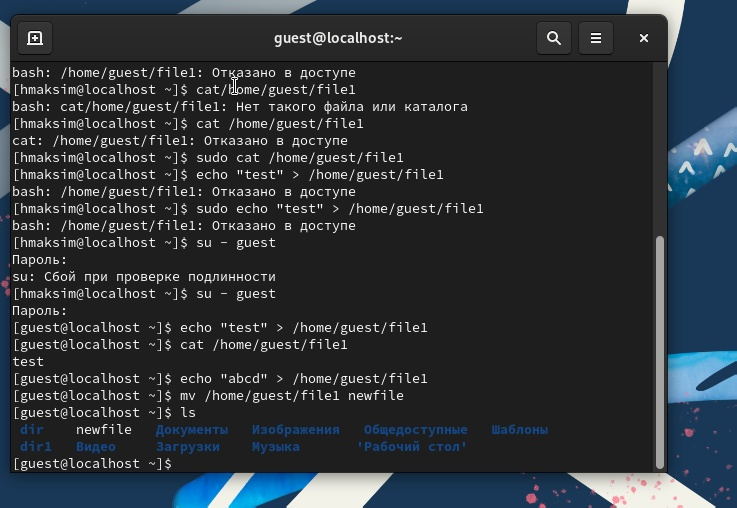 guest@localhost:~
bash: /home/guest/file1: Отказано в доступе
[hmaksim@localhost ~]$ cat/home/guest/file1
bash: cat/home/guest/file1: Нет такого файла или каталога
[hmaksim@localhost ~]$ cat /home/guest/file1
cat: /home/guest/file1: Отказано в доступе
[hmaksim@localhost ~]$ sudo cat /home/guest/file1
[hmaksim@localhost ~]$ echo "test" > /home/guest/file1
bash: /home/guest/file1: Отказано в доступе
[hmaksim@localhost ~]$ sudo echo "test" > /home/guest/file1
bash: /home/guest/file1: Отказано в доступе
[hmaksim@localhost ~]$ su - guest
Пароль:
su: Сбой при проверке подлинности
[hmaksim@localhost ~]$ su - guest
Пароль:
[guest@localhost ~]$ echo "test" > /home/guest/file1
[guest@localhost ~]$ cat /home/guest/file1
test
[guest@localhost ~]$ echo "abcd" > /home/guest/file1
[guest@localhost ~]$ mv /home/guest/file1 newfile
[guest@localhost ~]$ ls
dir newfile Документы Изображения Общедоступные Шаблоны
dir1 Видео Загрузки Музыка 'Рабочий стол'
[guest@localhost ~]$